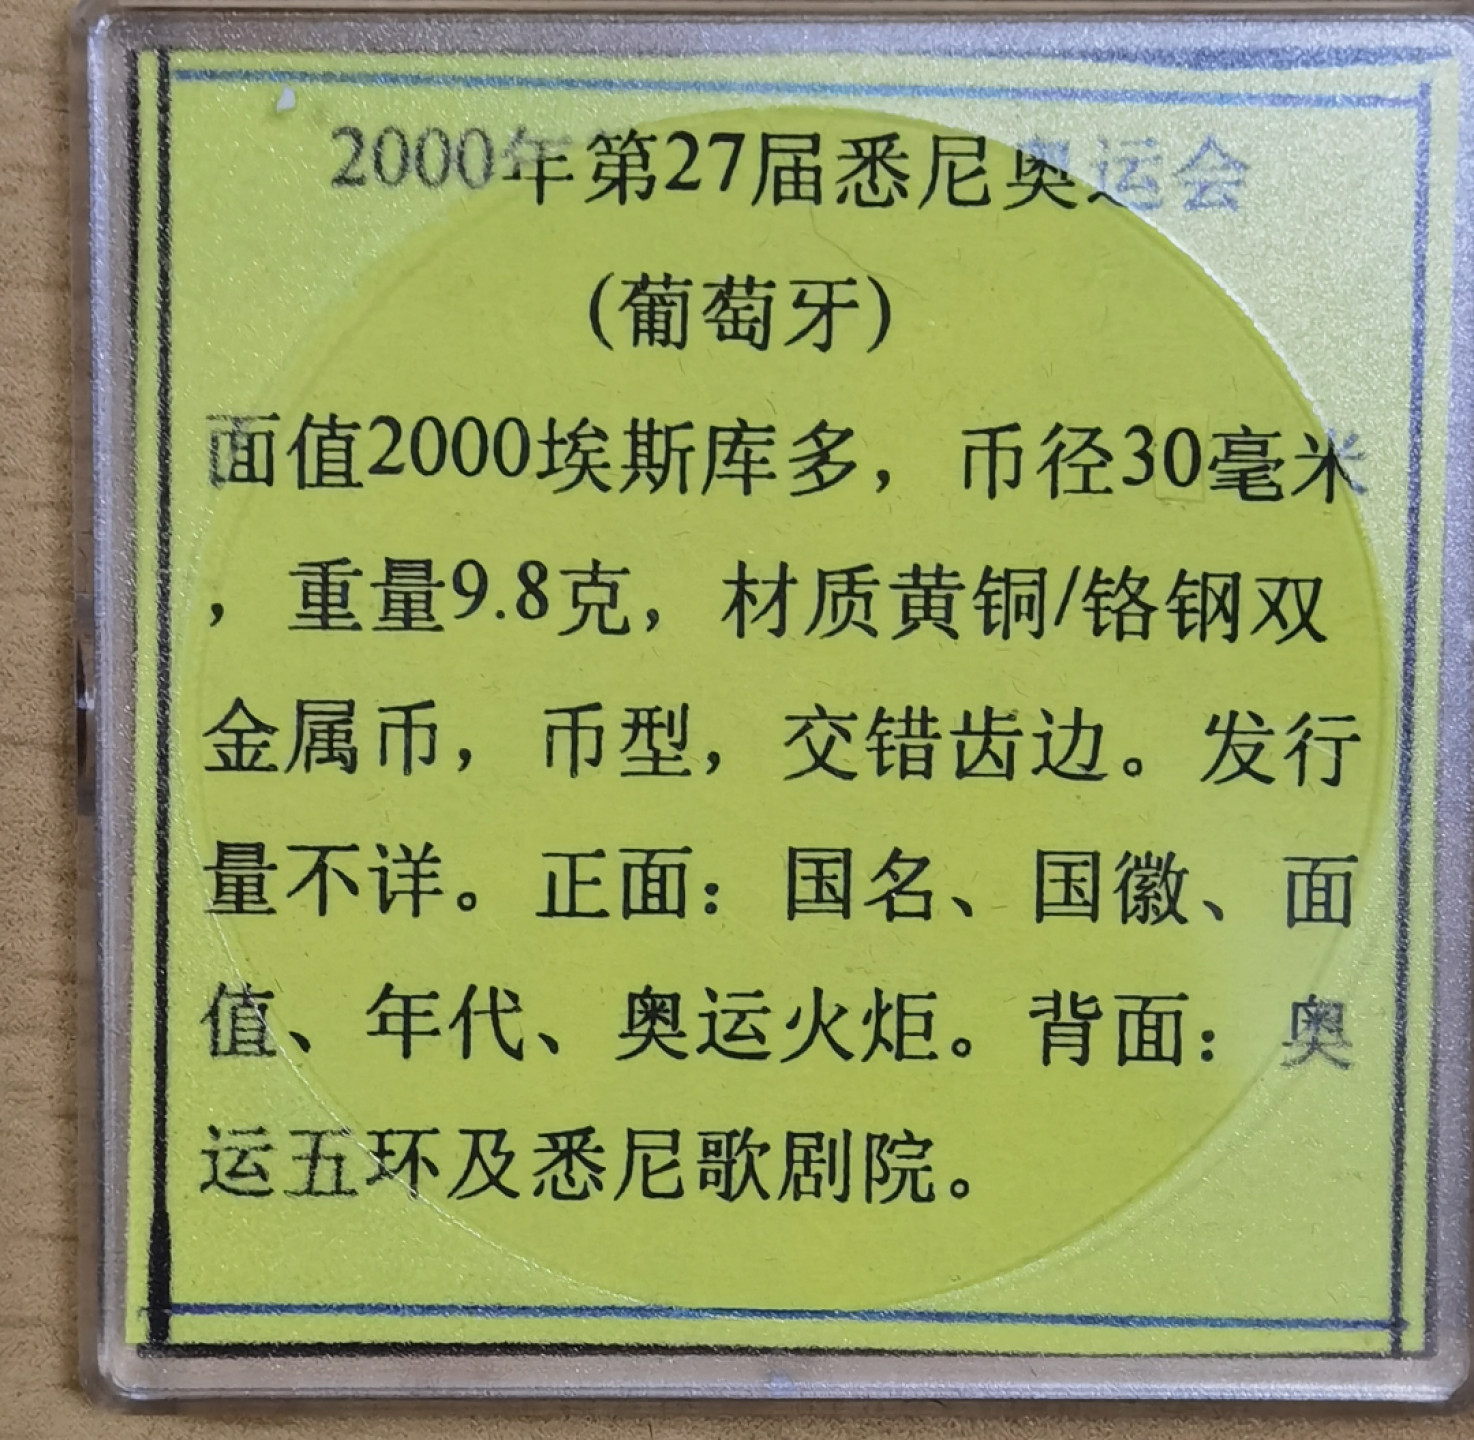 2000年第27届悉尼奥运会
(葡萄牙)
面值2000埃斯库多，币径30毫米
，重量9.8克，材质黄铜/铬钢双
金属币，币型，交错齿边。发行
量不详。正面：国名、国徽、面
值、年代、奥运火炬。背面：奥
运五环及悉尼歌剧院。